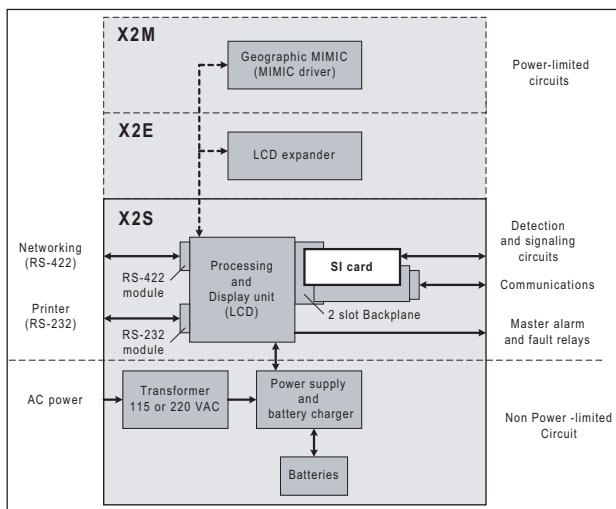 X2M
Geographic MIMIC
(MIMIC driver)
Power-limited
circuits
X2E
LCD expander
X2S
Networking
(RS-422)
RS-422
module
Processing
and
Display unit
(LCD)
SI card
Detection
and signaling
circuits
Communications
Printer
(RS-232)
RS-232
module
2 slot Backplane
Master alarm
and fault relays
AC power
Transformer
115 or 220 VAC
Power supply
and
battery charger
Non Power -limited
Circuit
Batteries